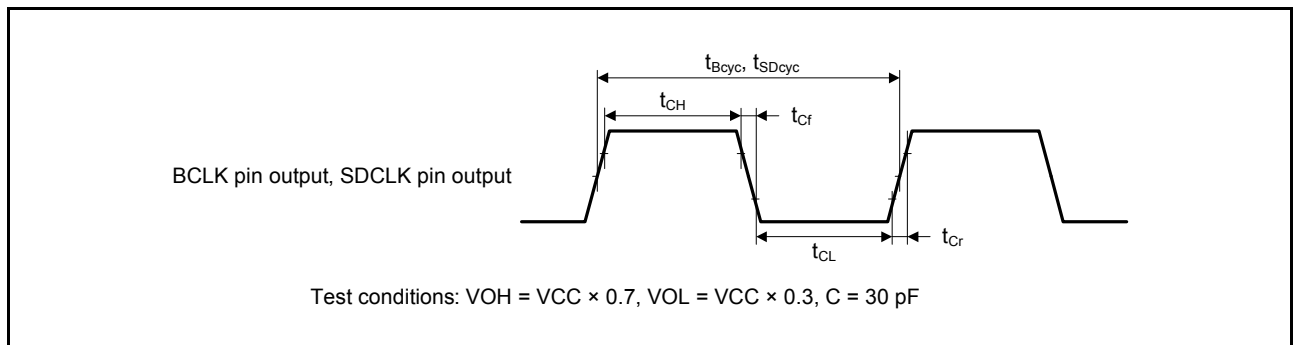 tBcyc, tSDcyc
tCH
tCf
BCLK pin output, SDCLK pin output
tCr
tCL
Test conditions: VOH = VCC × 0.7, VOL = VCC × 0.3, C = 30 pF